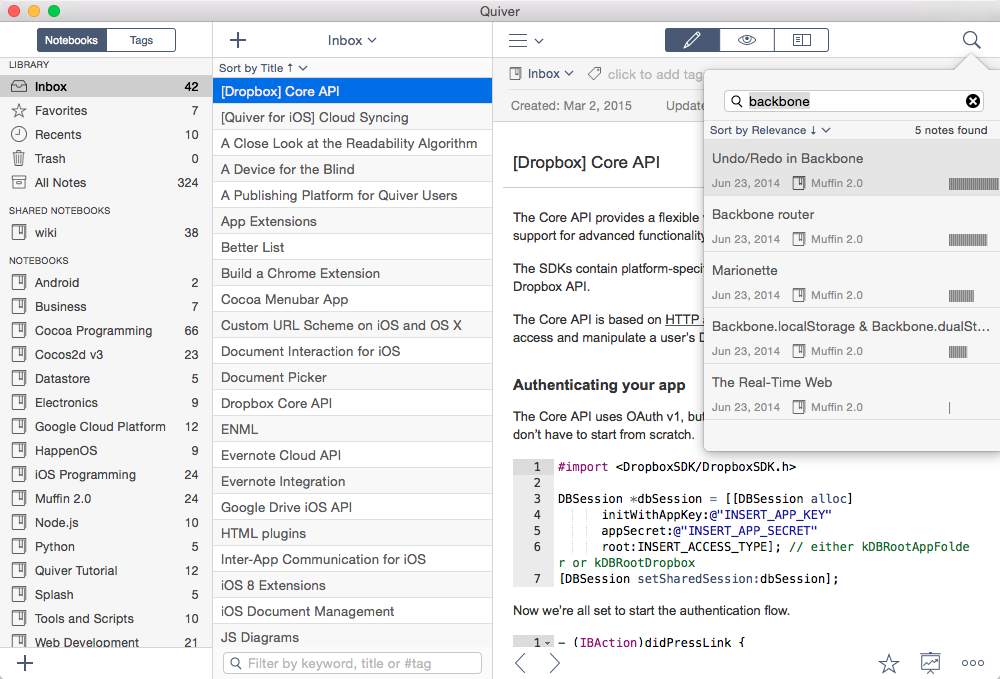 Quiver
Notebooks
Tags
LIBRARY
Inbox 42
Favorites 7
Recents 10
Trash 0
All Notes 324
SHARED NOTEBOOKS
wiki 38
NOTEBOOKS
Android 2
Business 7
Cocoa Programming 66
Cocos2d v3 23
Datastore 5
Electronics 9
Google Cloud Platform 12
HappenOS 9
iOS Programming 24
Muffin 2.0 24
Node.js 10
Python 5
Quiver Tutorial 12
Splash 5
Tools and Scripts 10
Web Development 21
Inbox
Sort by Title ↑
[Dropbox] Core API
[Quiver for iOS] Cloud Syncing
A Close Look at the Readability Algorithm
A Device for the Blind
A Publishing Platform for Quiver Users
App Extensions
Better List
Build a Chrome Extension
Cocoa Menubar App
Custom URL Scheme on iOS and OS X
Document Interaction for iOS
Document Picker
Dropbox Core API
ENML
Evernote Cloud API
Evernote Integration
Google Drive iOS API
HTML plugins
Inter-App Communication for iOS
iOS 8 Extensions
iOS Document Management
JS Diagrams
Filter by keyword, title or #tag
Inbox click to add tag
Created: Mar 2, 2015 Update
[Dropbox] Core API
The Core API provides a flexible
support for advanced functionality
The SDKs contain platform-specif
Dropbox API.
The Core API is based on HTTP
access and manipulate a user's D
Authenticating your app
The Core API uses OAuth v1, but
don't have to start from scratch.
1 #import <DropboxSDK/DropboxSDK.h>
2
3 DBSession *dbSession = [[DBSession alloc]
4 initWithAppKey:@"INSERT_APP_KEY"
5 appSecret:@"INSERT_APP_SECRET"
6 root:INSERT_ACCESS_TYPE]; // either kDBRootAppFolde
r or kDBRootDropbox
7 [DBSession setSharedSession:dbSession];
Now we're all set to start the authentication flow.
1 - (IBAction)didPressLink {
backbone
Sort by Relevance ↓ 5 notes found
Undo/Redo in Backbone
Jun 23, 2014 Muffin 2.0
Backbone router
Jun 23, 2014 Muffin 2.0
Marionette
Jun 23, 2014 Muffin 2.0
Backbone.localStorage & Backbone.dualSt...
Jun 23, 2014 Muffin 2.0
The Real-Time Web
Jun 23, 2014 Muffin 2.0